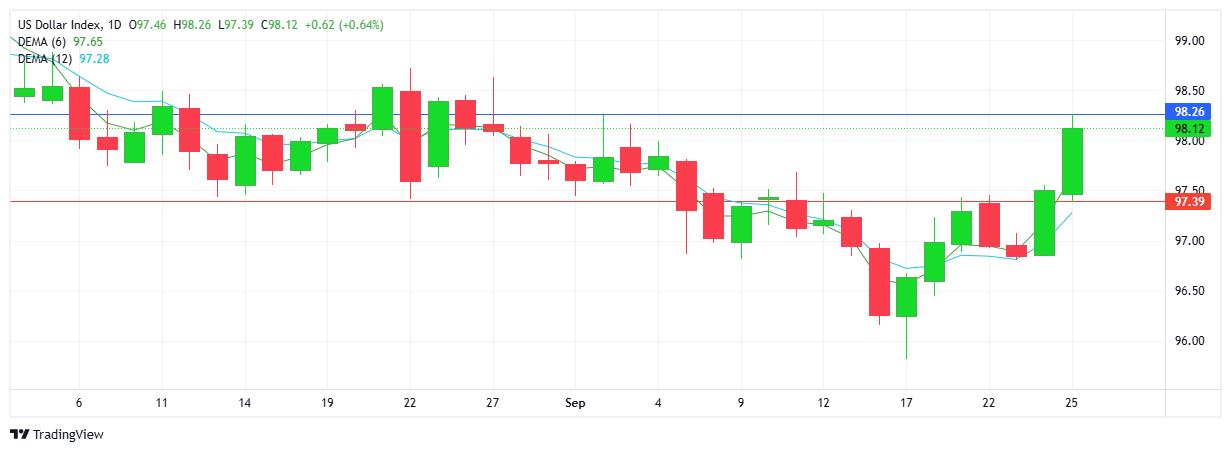 US Dollar Index, 1D O97.46 H98.26 L97.39 C98.12 +0.62 (+0.64%)
DEMA (6) 97.65
DEMA (12) 97.28
99.00
98.50
98.26
98.12
98.00
97.50
97.39
97.00
96.50
96.00
6 11 14 19 22 27 Sep 4 9 12 17 22 25
TradingView